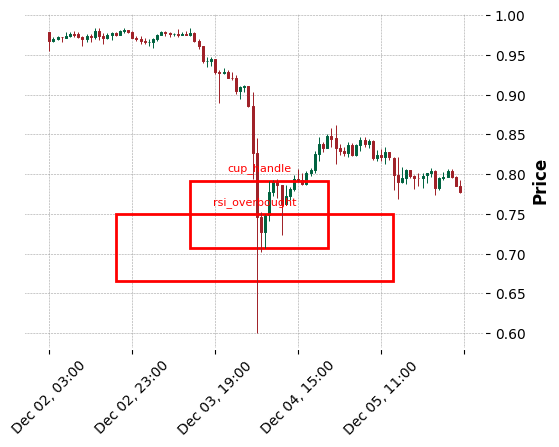 1.00
0.95
0.90
0.85
cup_handle
0.80
rsi_overbought
0.75
0.70
0.65
0.60
Price
Dec 02, 03:00
Dec 02, 23:00
Dec 03, 19:00
Dec 04, 15:00
Dec 05, 11:00